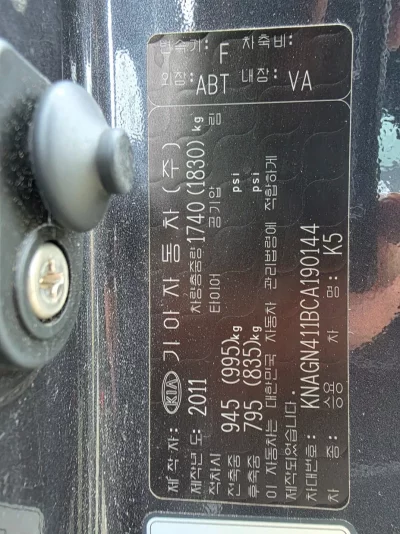 제작자: KIA 기아자동차(주)
제작년도: 2011 차량총중량 1740(1830)kg
적차시 타이어 공기압 림
전축중 945 (995)kg psi
후축중 795 (835)kg psi
이 자동차는 대한민국 자동차 관리법령에 적합하게
제작되었습니다.
차대번호: KNAGN411BCA190144
차종: 승용 차명: K5
변속기: F 차축비:
외장: ABT 내장: VA